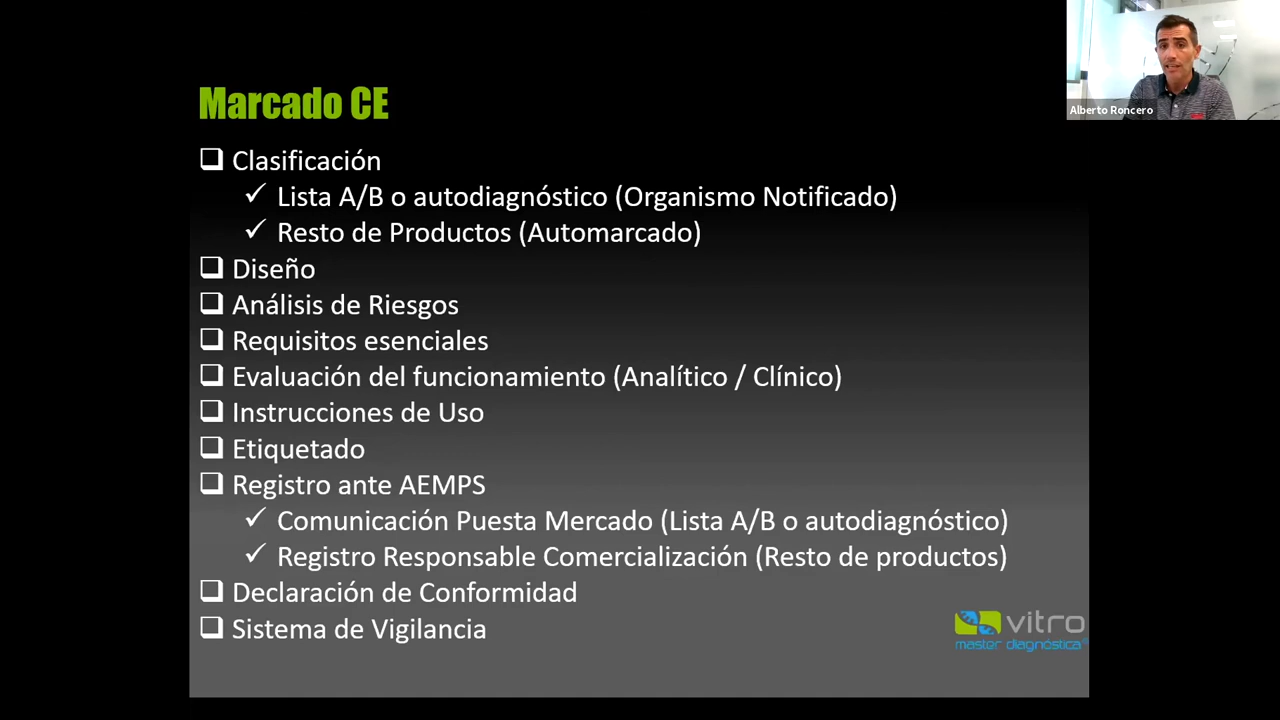 Marcado CE
Alberto Roncero
Clasificación
Lista A/B o autodiagnóstico (Organismo Notificado)
Resto de Productos (Automarcado)
Diseño
Análisis de Riesgos
Requisitos esenciales
Evaluación del funcionamiento (Analítico / Clínico)
Instrucciones de Uso
Etiquetado
Registro ante AEMPS
Comunicación Puesta Mercado (Lista A/B o autodiagnóstico)
Registro Responsable Comercialización (Resto de productos)
Declaración de Conformidad
Sistema de Vigilancia
vitro
master diagnóstica®